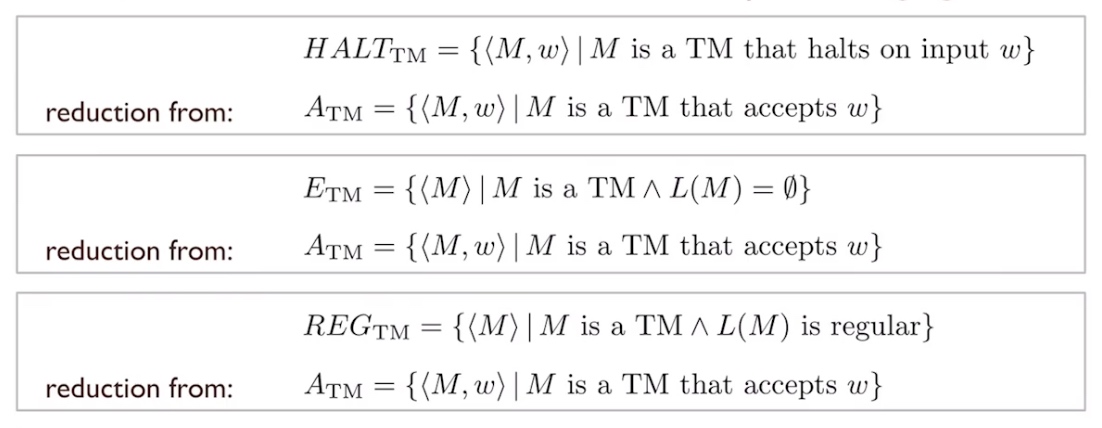 HALT_TM = {⟨M, w⟩ | M is a TM that halts on input w}
reduction from: A_TM = {⟨M, w⟩ | M is a TM that accepts w}
E_TM = {⟨M⟩ | M is a TM ∧ L(M) = ∅}
reduction from: A_TM = {⟨M, w⟩ | M is a TM that accepts w}
REG_TM = {⟨M⟩ | M is a TM ∧ L(M) is regular}
reduction from: A_TM = {⟨M, w⟩ | M is a TM that accepts w}